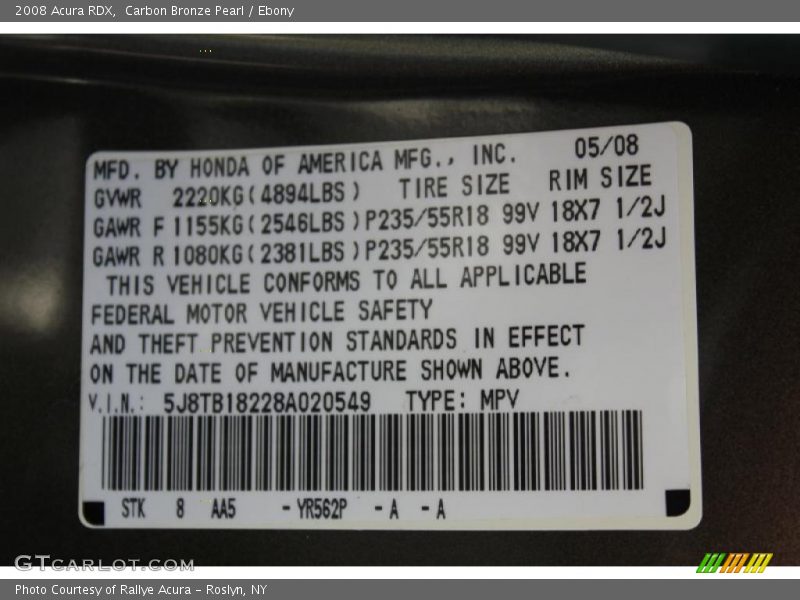 2008 Acura RDX,  Carbon Bronze Pearl / Ebony
MFD. BY HONDA OF AMERICA MFG., INC. 05/08
GVWR 2220KG(4894LBS) TIRE SIZE RIM SIZE
GAWR F 1155KG(2546LBS)P235/55R18 99V 18X7 1/2J
GAWR R 1080KG(2381LBS)P235/55R18 99V 18X7 1/2J
THIS VEHICLE CONFORMS TO ALL APPLICABLE
FEDERAL MOTOR VEHICLE SAFETY
AND THEFT PREVENTION STANDARDS IN EFFECT
ON THE DATE OF MANUFACTURE SHOWN ABOVE.
V.I.N.: 5J8TB18228A020549 TYPE: MPV
STK 8 AA5 -YR562P -A -A
GTCARLOT.COM
Photo Courtesy of Rallye Acura - Roslyn, NY